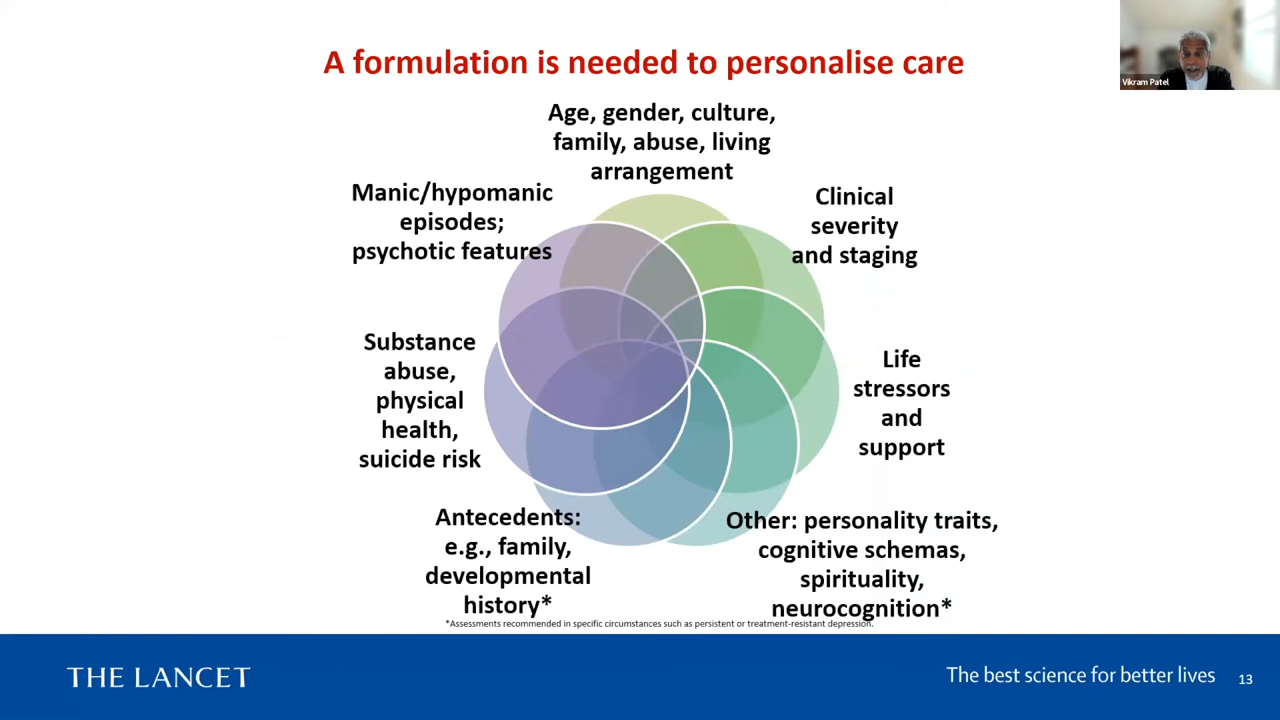 A formulation is needed to personalise care
Vikram Patel
Age, gender, culture,
family, abuse, living
arrangement
Clinical
severity
and staging
Life
stressors
and
support
Other: personality traits,
cognitive schemas,
spirituality,
neurocognition*
Antecedents:
e.g., family,
developmental
history*
Substance
abuse,
physical
health,
suicide risk
Manic/hypomanic
episodes;
psychotic features
*Assessments recommended in specific circumstances such as persistent or treatment-resistant depression.
THE LANCET
The best science for better lives
13